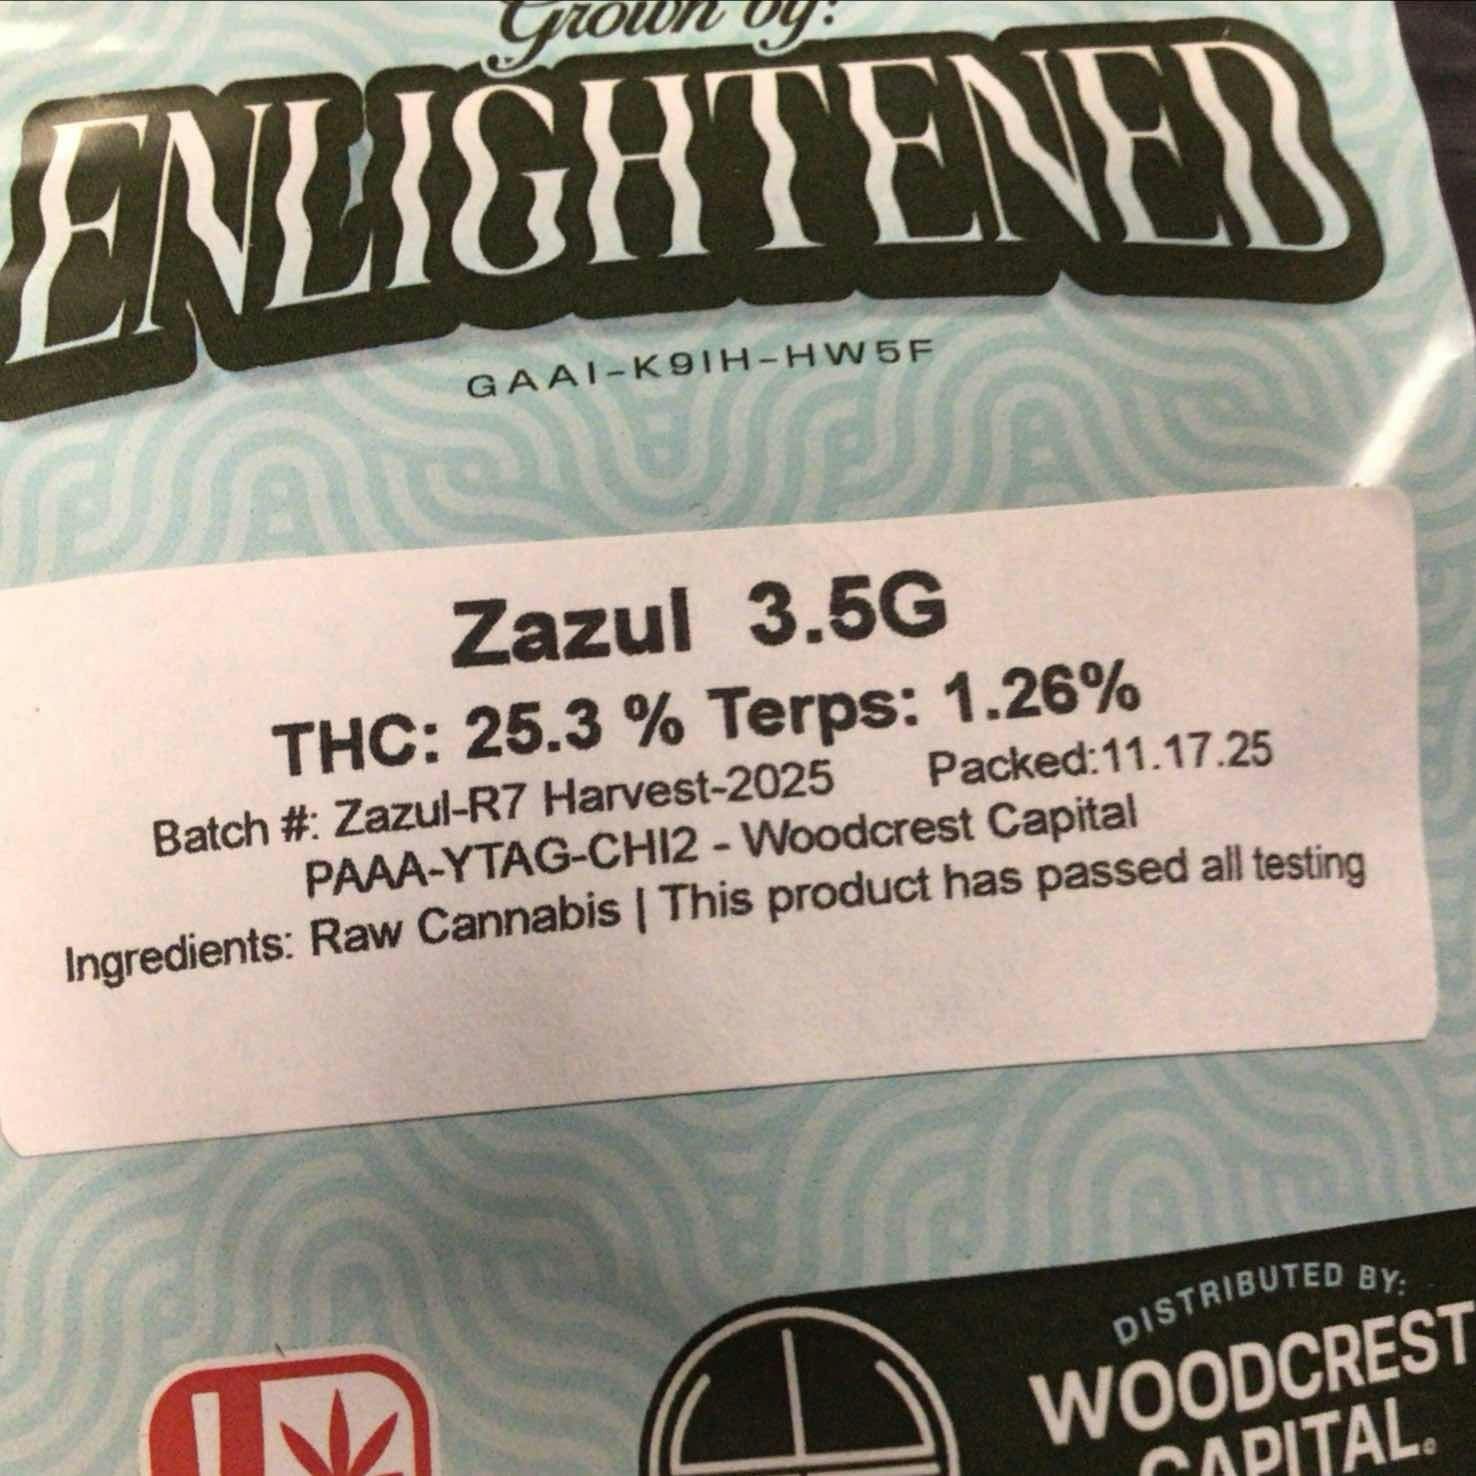 Grown by:
ENLIGHTENED
GAAI-K9IH-HW5F
Zazul 3.5G
THC: 25.3 % Terps: 1.26%
Batch #: Zazul-R7 Harvest-2025 Packed:11.17.25
PAAA-YTAG-CHI2 - Woodcrest Capital
Ingredients: Raw Cannabis | This product has passed all testing
DISTRIBUTED BY:
WOODCREST
CAPITAL
!